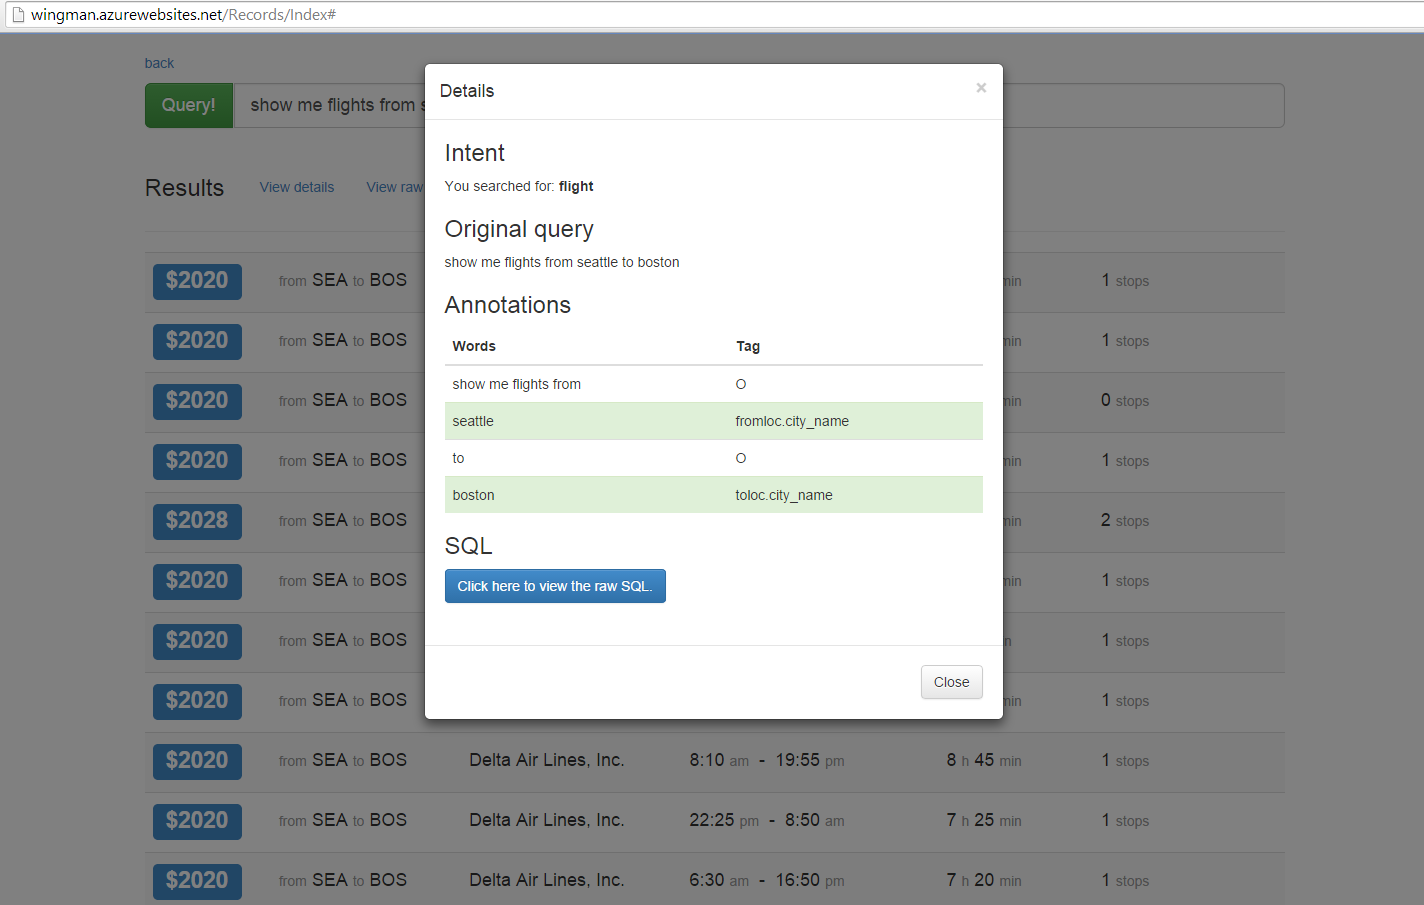 wingman.azurewebsites.net/Records/Index#
back
Query! show me flights from
Details ×
Results View details View raw
Intent
You searched for: flight
Original query
show me flights from seattle to boston
Annotations
Words Tag
show me flights from O
seattle fromloc.city_name
to O
boston toloc.city_name
SQL
Click here to view the raw SQL.
Close
$2020 from SEA to BOS min 1 stops
$2020 from SEA to BOS min 1 stops
$2020 from SEA to BOS min 0 stops
$2020 from SEA to BOS min 1 stops
$2028 from SEA to BOS min 2 stops
$2020 from SEA to BOS min 1 stops
$2020 from SEA to BOS n 1 stops
$2020 from SEA to BOS min 1 stops
$2020 from SEA to BOS Delta Air Lines, Inc. 8:10 am - 19:55 pm 8 h 45 min 1 stops
$2020 from SEA to BOS Delta Air Lines, Inc. 22:25 pm - 8:50 am 7 h 25 min 1 stops
$2020 from SEA to BOS Delta Air Lines, Inc. 6:30 am - 16:50 pm 7 h 20 min 1 stops